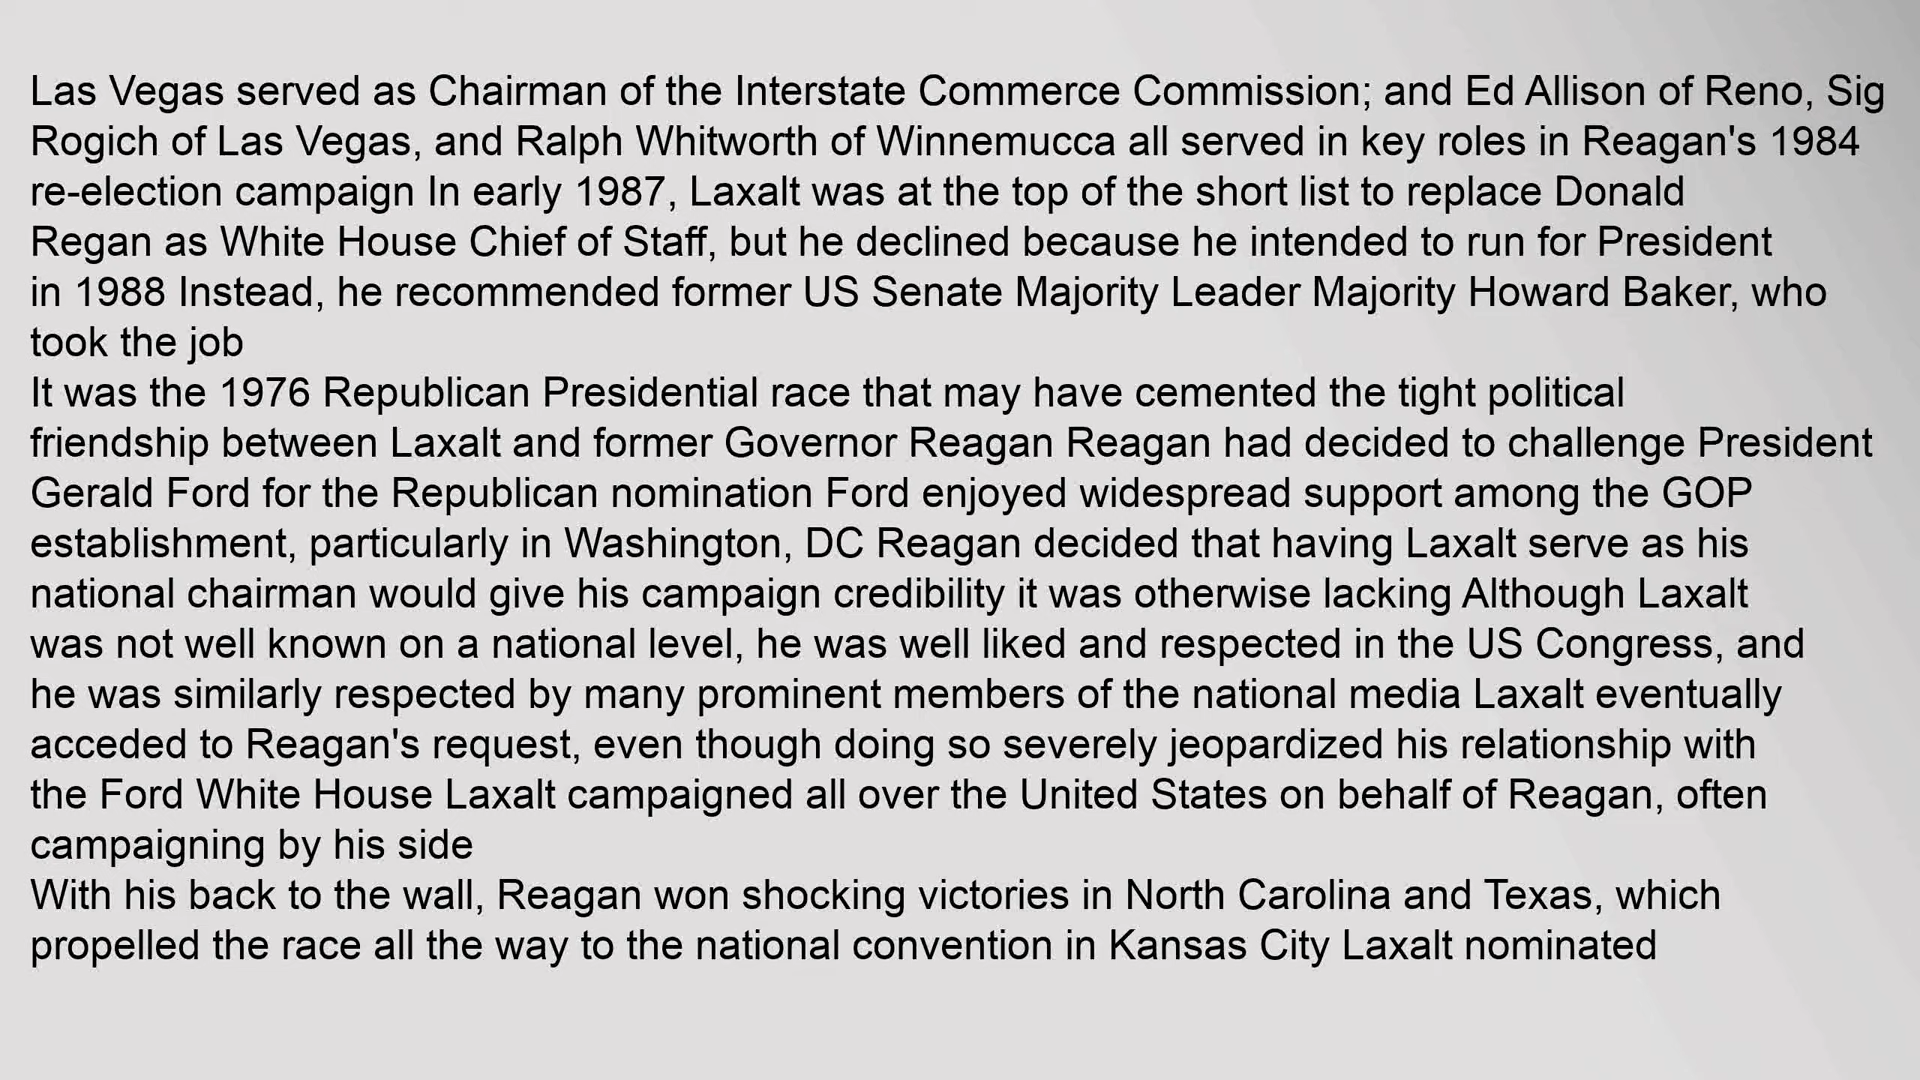 Las Vegas served as Chairman of the Interstate Commerce Commission; and Ed Allison of Reno, Sig
Rogich of Las Vegas, and Ralph Whitworth of Winnemucca all served in key roles in Reagan's 1984
re-election campaign In early 1987, Laxalt was at the top of the short list to replace Donald
Regan as White House Chief of Staff, but he declined because he intended to run for President
in 1988 Instead, he recommended former US Senate Majority Leader Majority Howard Baker, who
took the job
It was the 1976 Republican Presidential race that may have cemented the tight political
friendship between Laxalt and former Governor Reagan Reagan had decided to challenge President
Gerald Ford for the Republican nomination Ford enjoyed widespread support among the GOP
establishment, particularly in Washington, DC Reagan decided that having Laxalt serve as his
national chairman would give his campaign credibility it was otherwise lacking Although Laxalt
was not well known on a national level, he was well liked and respected in the US Congress, and
he was similarly respected by many prominent members of the national media Laxalt eventually
acceded to Reagan's request, even though doing so severely jeopardized his relationship with
the Ford White House Laxalt campaigned all over the United States on behalf of Reagan, often
campaigning by his side
With his back to the wall, Reagan won shocking victories in North Carolina and Texas, which
propelled the race all the way to the national convention in Kansas City Laxalt nominated